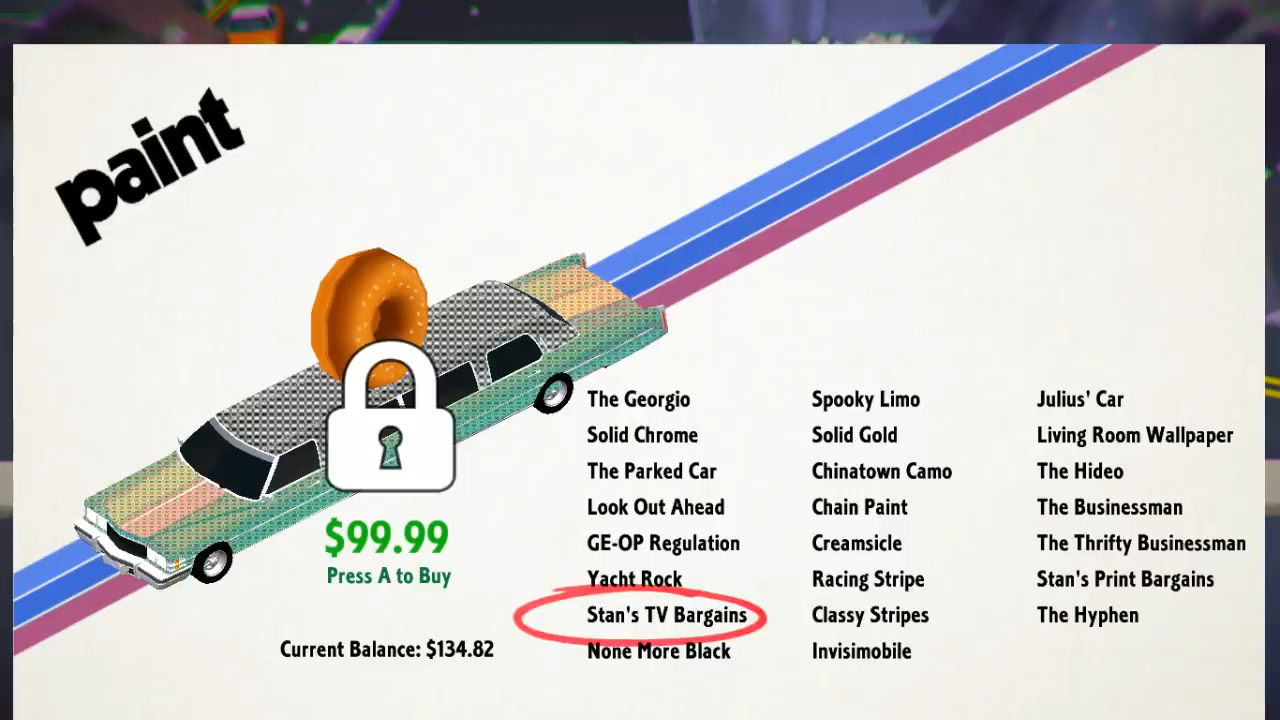 paint
$99.99
Press A to Buy
Current Balance: $134.82
The Georgio
Solid Chrome
The Parked Car
Look Out Ahead
GE-OP Regulation
Yacht Rock
Stan's TV Bargains
None More Black
Spooky Limo
Solid Gold
Chinatown Camo
Chain Paint
Creamsicle
Racing Stripe
Classy Stripes
Invisimobile
Julius' Car
Living Room Wallpaper
The Hideo
The Businessman
The Thrifty Businessman
Stan's Print Bargains
The Hyphen